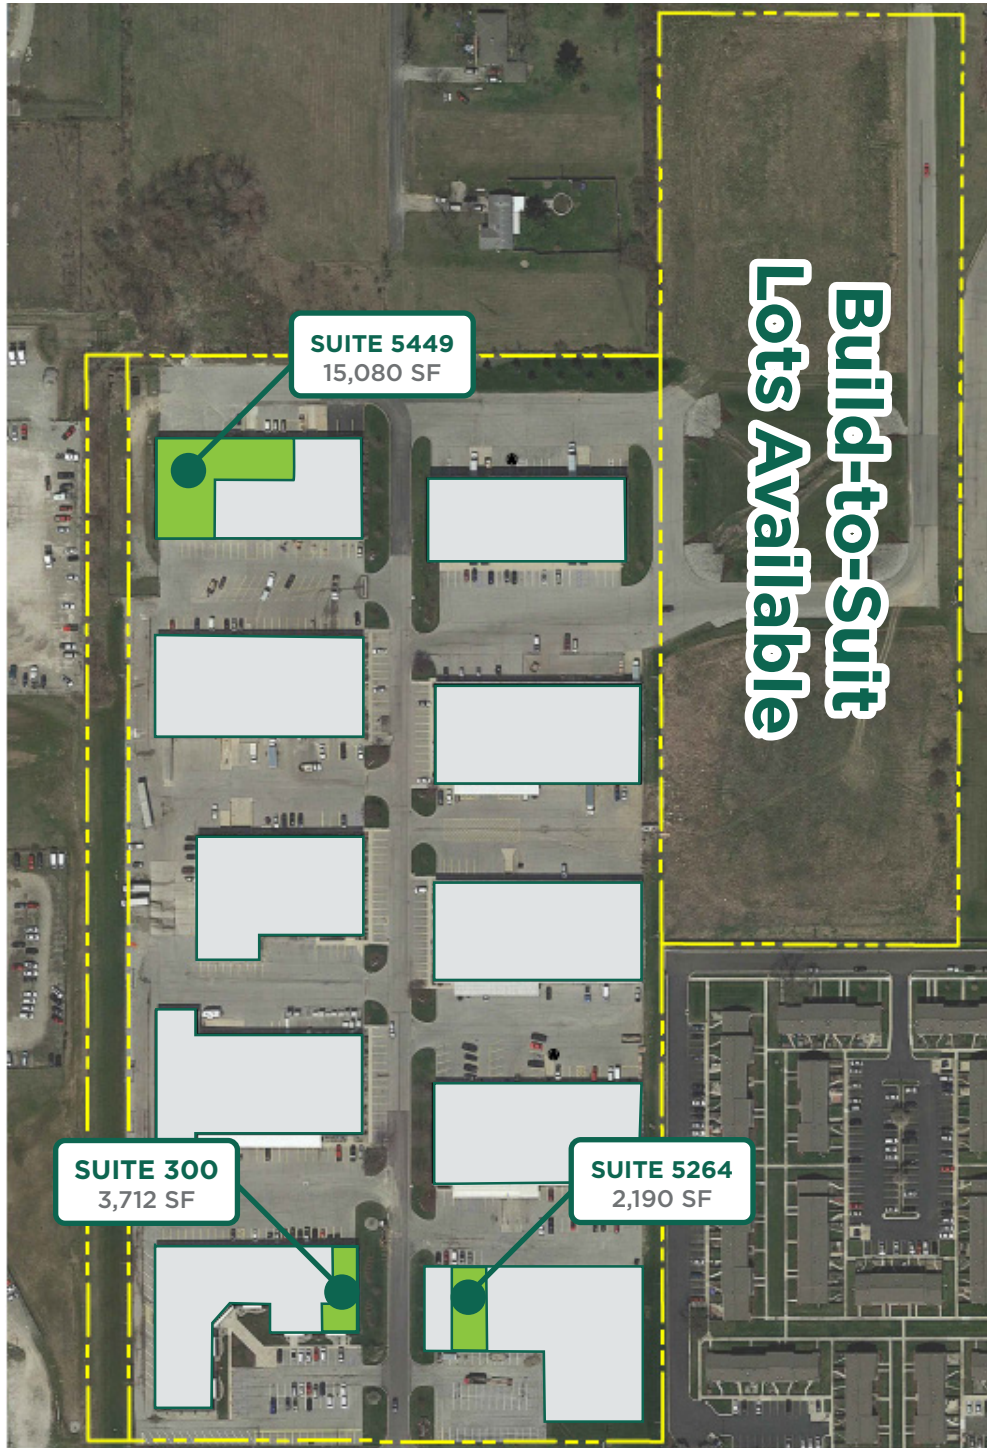 SUITE 5449
15,080 SF
Build-to-Suit
Lots Available
SUITE 300
3,712 SF
SUITE 5264
2,190 SF